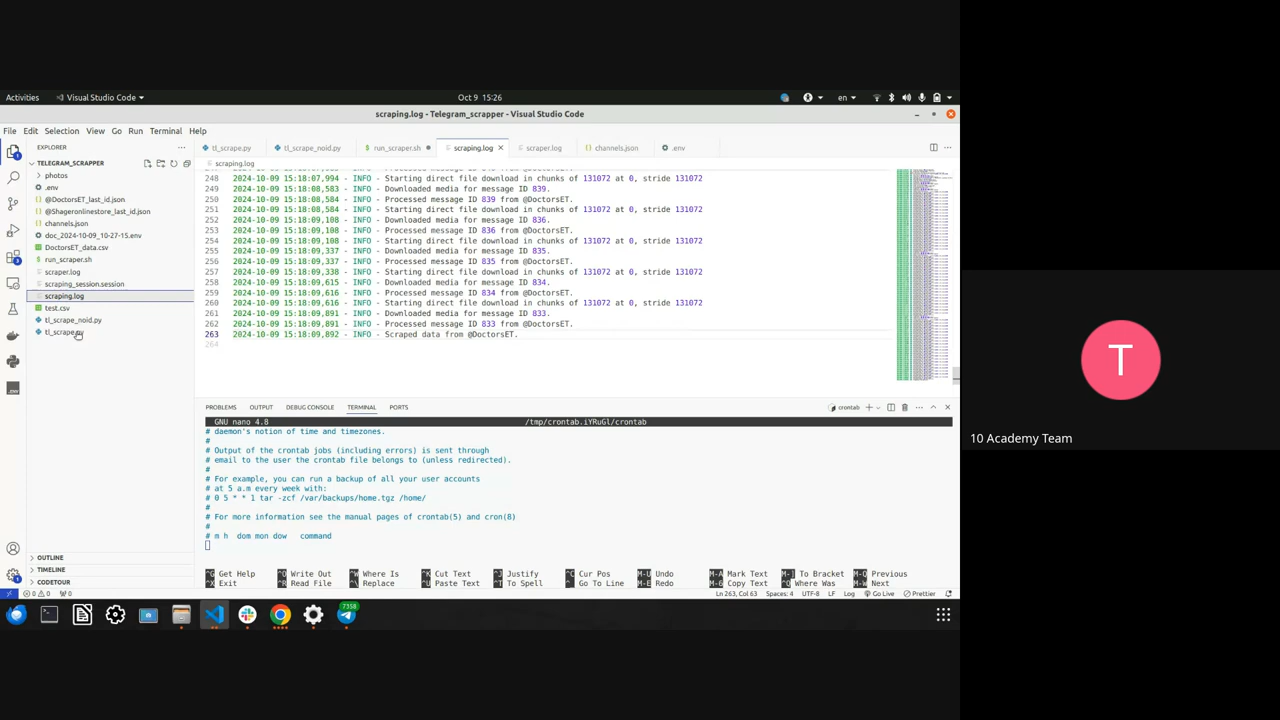 Activities
Visual Studio Code
Oct 9 15:26
en
scraping.log - Telegram_scrapper - Visual Studio Code
File Edit Selection View Go Run Terminal Help
EXPLORER
TELEGRAM_SCRAPPER
photos
.env
@DoctorsET_last_id.json
@Shageronlinestore_last_id.json
channels.json
doc_2024-10-09_10-27-15.env
DoctorsET_data.csv
run_scraper.sh
scraper.log
scraping_session.session
scraping.log
test.csv
tl_scrape_noid.py
tl_scrape.py
OUTLINE
TIMELINE
CODETOUR
tl_scrape.py tl_scrape_noid.py run_scraper.sh scraping.log scraper.log channels.json .env
scraping.log
248 2024-10-09 15:18:07,994 - INFO - Starting direct file download in chunks of 131072 at 0, stride 131072
249 2024-10-09 15:18:08,583 - INFO - Downloaded media for message ID 839.
250 2024-10-09 15:18:08,584 - INFO - Processed message ID 839 from @DoctorsET.
251 2024-10-09 15:18:08,584 - INFO - Starting direct file download in chunks of 131072 at 0, stride 131072
252 2024-10-09 15:18:09,108 - INFO - Downloaded media for message ID 836.
253 2024-10-09 15:18:09,108 - INFO - Processed message ID 836 from @DoctorsET.
254 2024-10-09 15:18:09,108 - INFO - Starting direct file download in chunks of 131072 at 0, stride 131072
255 2024-10-09 15:18:09,337 - INFO - Downloaded media for message ID 835.
256 2024-10-09 15:18:09,337 - INFO - Processed message ID 835 from @DoctorsET.
257 2024-10-09 15:18:09,338 - INFO - Starting direct file download in chunks of 131072 at 0, stride 131072
258 2024-10-09 15:18:09,615 - INFO - Downloaded media for message ID 834.
259 2024-10-09 15:18:09,616 - INFO - Processed message ID 834 from @DoctorsET.
260 2024-10-09 15:18:09,616 - INFO - Starting direct file download in chunks of 131072 at 0, stride 131072
261 2024-10-09 15:18:09,891 - INFO - Downloaded media for message ID 833.
262 2024-10-09 15:18:09,891 - INFO - Processed message ID 833 from @DoctorsET.
263 2024-10-09 15:18:09,892 - INFO - Scraped data from @DoctorsET.
264
PROBLEMS OUTPUT DEBUG CONSOLE TERMINAL PORTS
crontab
GNU nano 4.8 /tmp/crontab.iYRuGl/crontab
# daemon's notion of time and timezones.
#
# Output of the crontab jobs (including errors) is sent through
# email to the user the crontab file belongs to (unless redirected).
#
# For example, you can run a backup of all your user accounts
# at 5 a.m every week with:
# 0 5 * * 1 tar -zcf /var/backups/home.tgz /home/
#
# For more information see the manual pages of crontab(5) and cron(8)
#
# m h dom mon dow command
^G Get Help ^O Write Out ^W Where Is ^K Cut Text ^J Justify ^C Cur Pos M-U Undo M-A Mark Text M-] To Bracket M-Q Previous
^X Exit ^R Read File ^\ Replace ^U Paste Text ^T To Spell ^_ Go To Line M-E Redo M-6 Copy Text ^Q Where Was M-W Next
0 0 0
Ln 263, Col 63 Spaces: 4 UTF-8 LF Log Go Live Prettier
7358
T
10 Academy Team